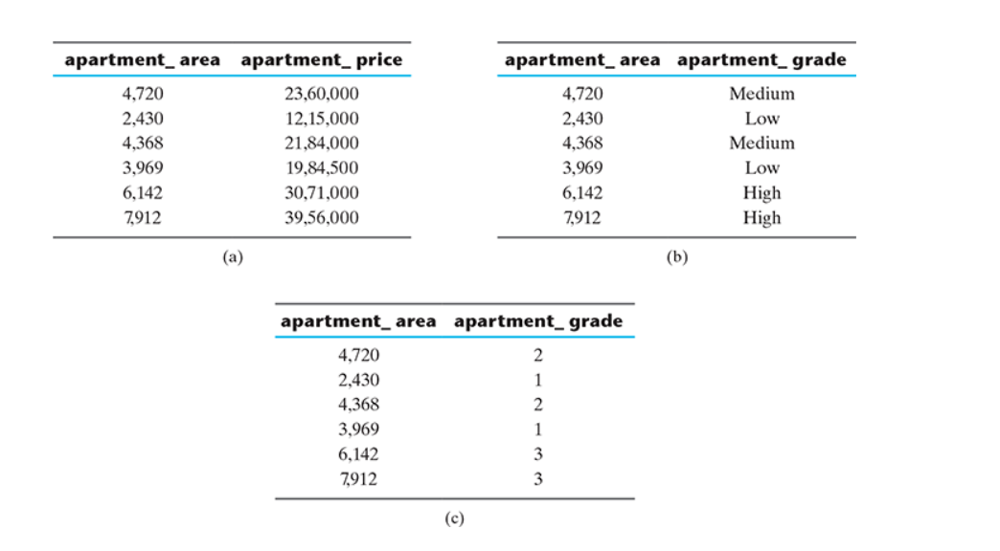 apartment_ area apartment_ price
4,720 23,60,000
2,430 12,15,000
4,368 21,84,000
3,969 19,84,500
6,142 30,71,000
7,912 39,56,000
(a)
apartment_ area apartment_ grade
4,720 Medium
2,430 Low
4,368 Medium
3,969 Low
6,142 High
7,912 High
(b)
apartment_ area apartment_ grade
4,720 2
2,430 1
4,368 2
3,969 1
6,142 3
7,912 3
(c)